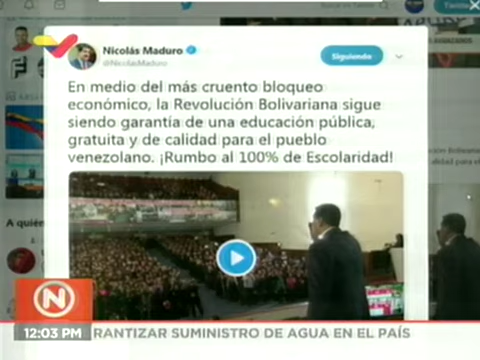 Nicolás Maduro
@NicolasMaduro
Siguiendo
En medio del más cruento bloqueo
económico, la Revolución Bolivariana sigue
siendo garantía de una educación pública,
gratuita y de calidad para el pueblo
venezolano. ¡Rumbo al 100% de Escolaridad!
A quié
N
12:03 PM
RANTIZAR SUMINISTRO DE AGUA EN EL PAÍS